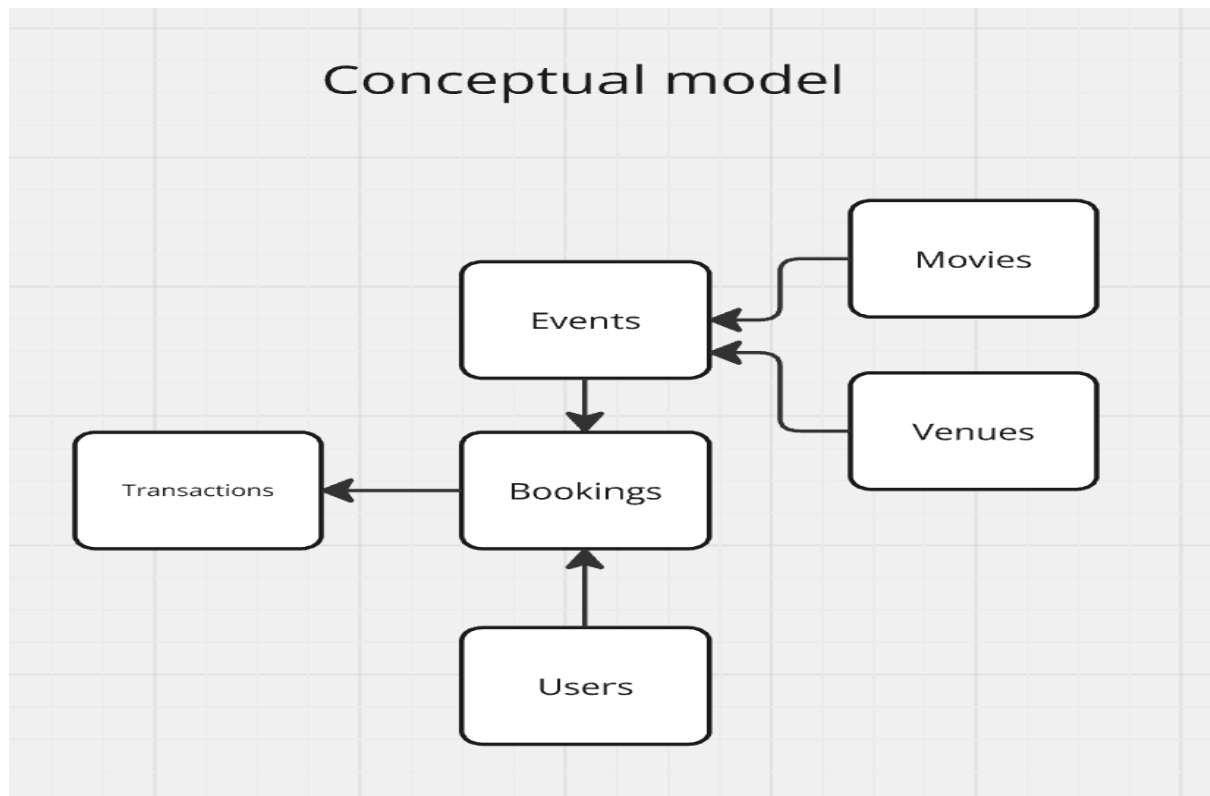 Conceptual model
Movies
Events
Venues
Transactions
Bookings
Users